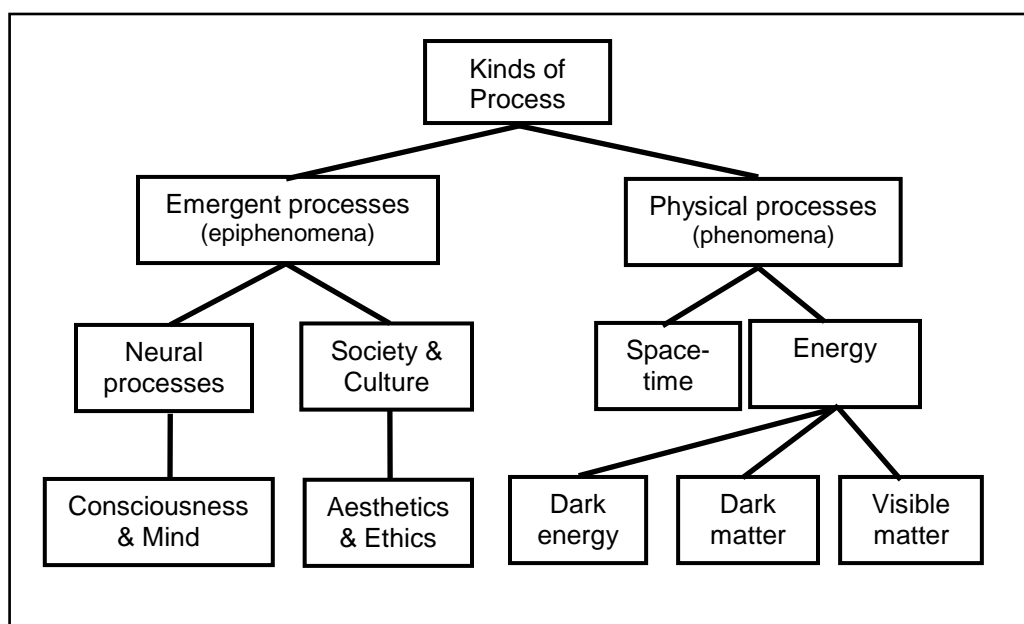 Kinds of
Process
Emergent processes
(epiphenomena)
Physical processes
(phenomena)
Neural
processes
Society &
Culture
Space-
time
Energy
Consciousness
& Mind
Aesthetics
& Ethics
Dark
energy
Dark
matter
Visible
matter